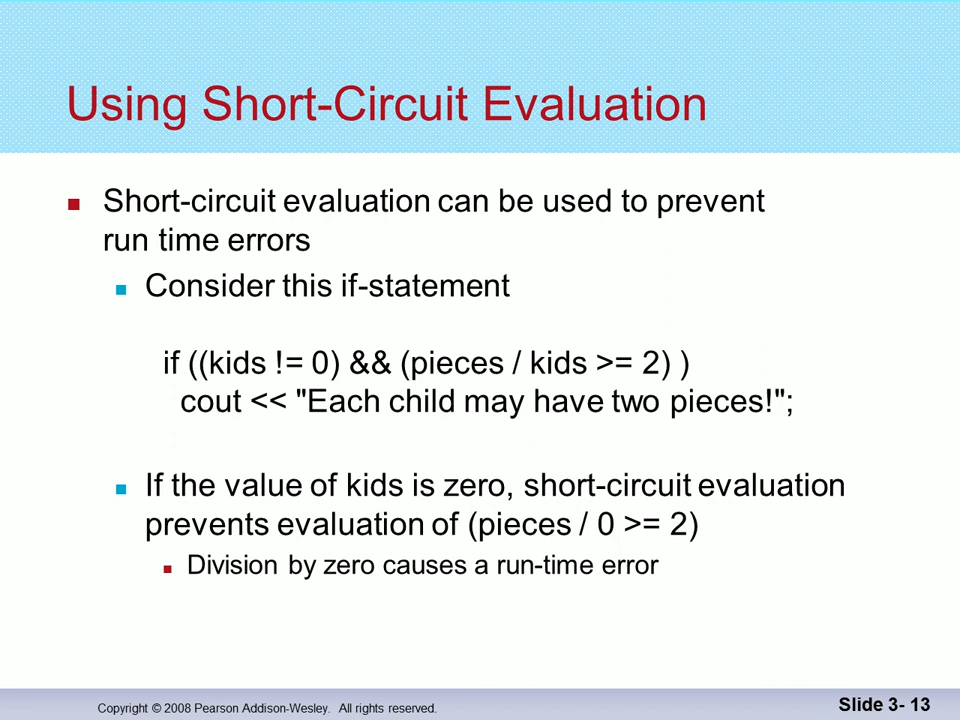 Using Short-Circuit Evaluation
Short-circuit evaluation can be used to prevent
run time errors
Consider this if-statement
if ((kids != 0) && (pieces / kids >= 2) )
cout << "Each child may have two pieces!";
If the value of kids is zero, short-circuit evaluation
prevents evaluation of (pieces / 0 >= 2)
Division by zero causes a run-time error
Copyright © 2008 Pearson Addison-Wesley. All rights reserved.
Slide 3- 13